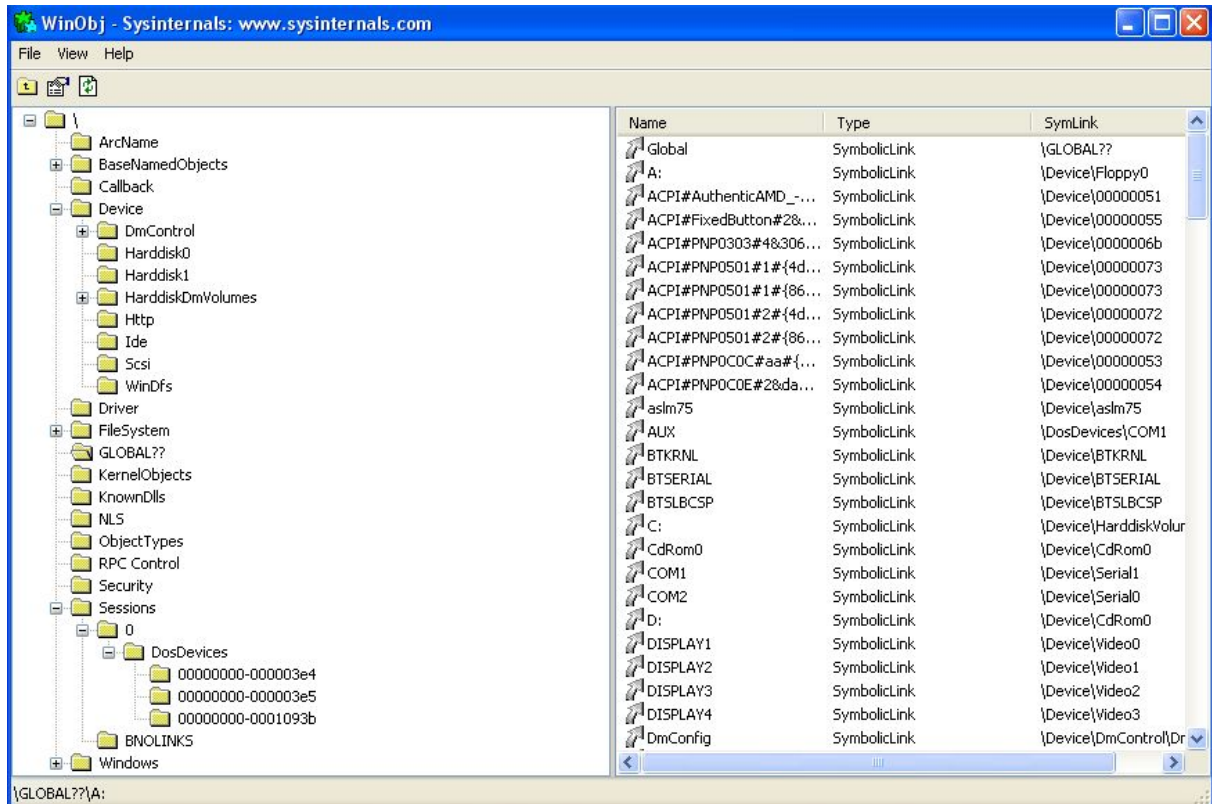 WinObj - Sysinternals: www.sysinternals.com
File View Help
\
ArcName
BaseNamedObjects
Callback
Device
DmControl
Harddisk0
Harddisk1
HarddiskDmVolumes
Http
Ide
Scsi
WinDfs
Driver
FileSystem
GLOBAL??
KernelObjects
KnownDlls
NLS
ObjectTypes
RPC Control
Security
Sessions
0
DosDevices
00000000-000003e4
00000000-000003e5
00000000-0001093b
BNOLINKS
Windows
Name Type SymLink
Global SymbolicLink \GLOBAL??
A: SymbolicLink \Device\Floppy0
ACPI#AuthenticAMD_-... SymbolicLink \Device\00000051
ACPI#FixedButton#2&... SymbolicLink \Device\00000055
ACPI#PNP0303#4&306... SymbolicLink \Device\0000006b
ACPI#PNP0501#1#{4d... SymbolicLink \Device\00000073
ACPI#PNP0501#1#{86... SymbolicLink \Device\00000073
ACPI#PNP0501#2#{4d... SymbolicLink \Device\00000072
ACPI#PNP0501#2#{86... SymbolicLink \Device\00000072
ACPI#PNP0C0C#aa#{... SymbolicLink \Device\00000053
ACPI#PNP0C0E#2&da... SymbolicLink \Device\00000054
aslm75 SymbolicLink \Device\aslm75
AUX SymbolicLink \DosDevices\COM1
BTKRNL SymbolicLink \Device\BTKRNL
BTSERIAL SymbolicLink \Device\BTSERIAL
BTSLBCSP SymbolicLink \Device\BTSLBCSP
C: SymbolicLink \Device\HarddiskVolur
CdRom0 SymbolicLink \Device\CdRom0
COM1 SymbolicLink \Device\Serial1
COM2 SymbolicLink \Device\Serial0
D: SymbolicLink \Device\CdRom0
DISPLAY1 SymbolicLink \Device\Video0
DISPLAY2 SymbolicLink \Device\Video1
DISPLAY3 SymbolicLink \Device\Video2
DISPLAY4 SymbolicLink \Device\Video3
DmConfig SymbolicLink \Device\DmControl\Dr
\GLOBAL??\A: